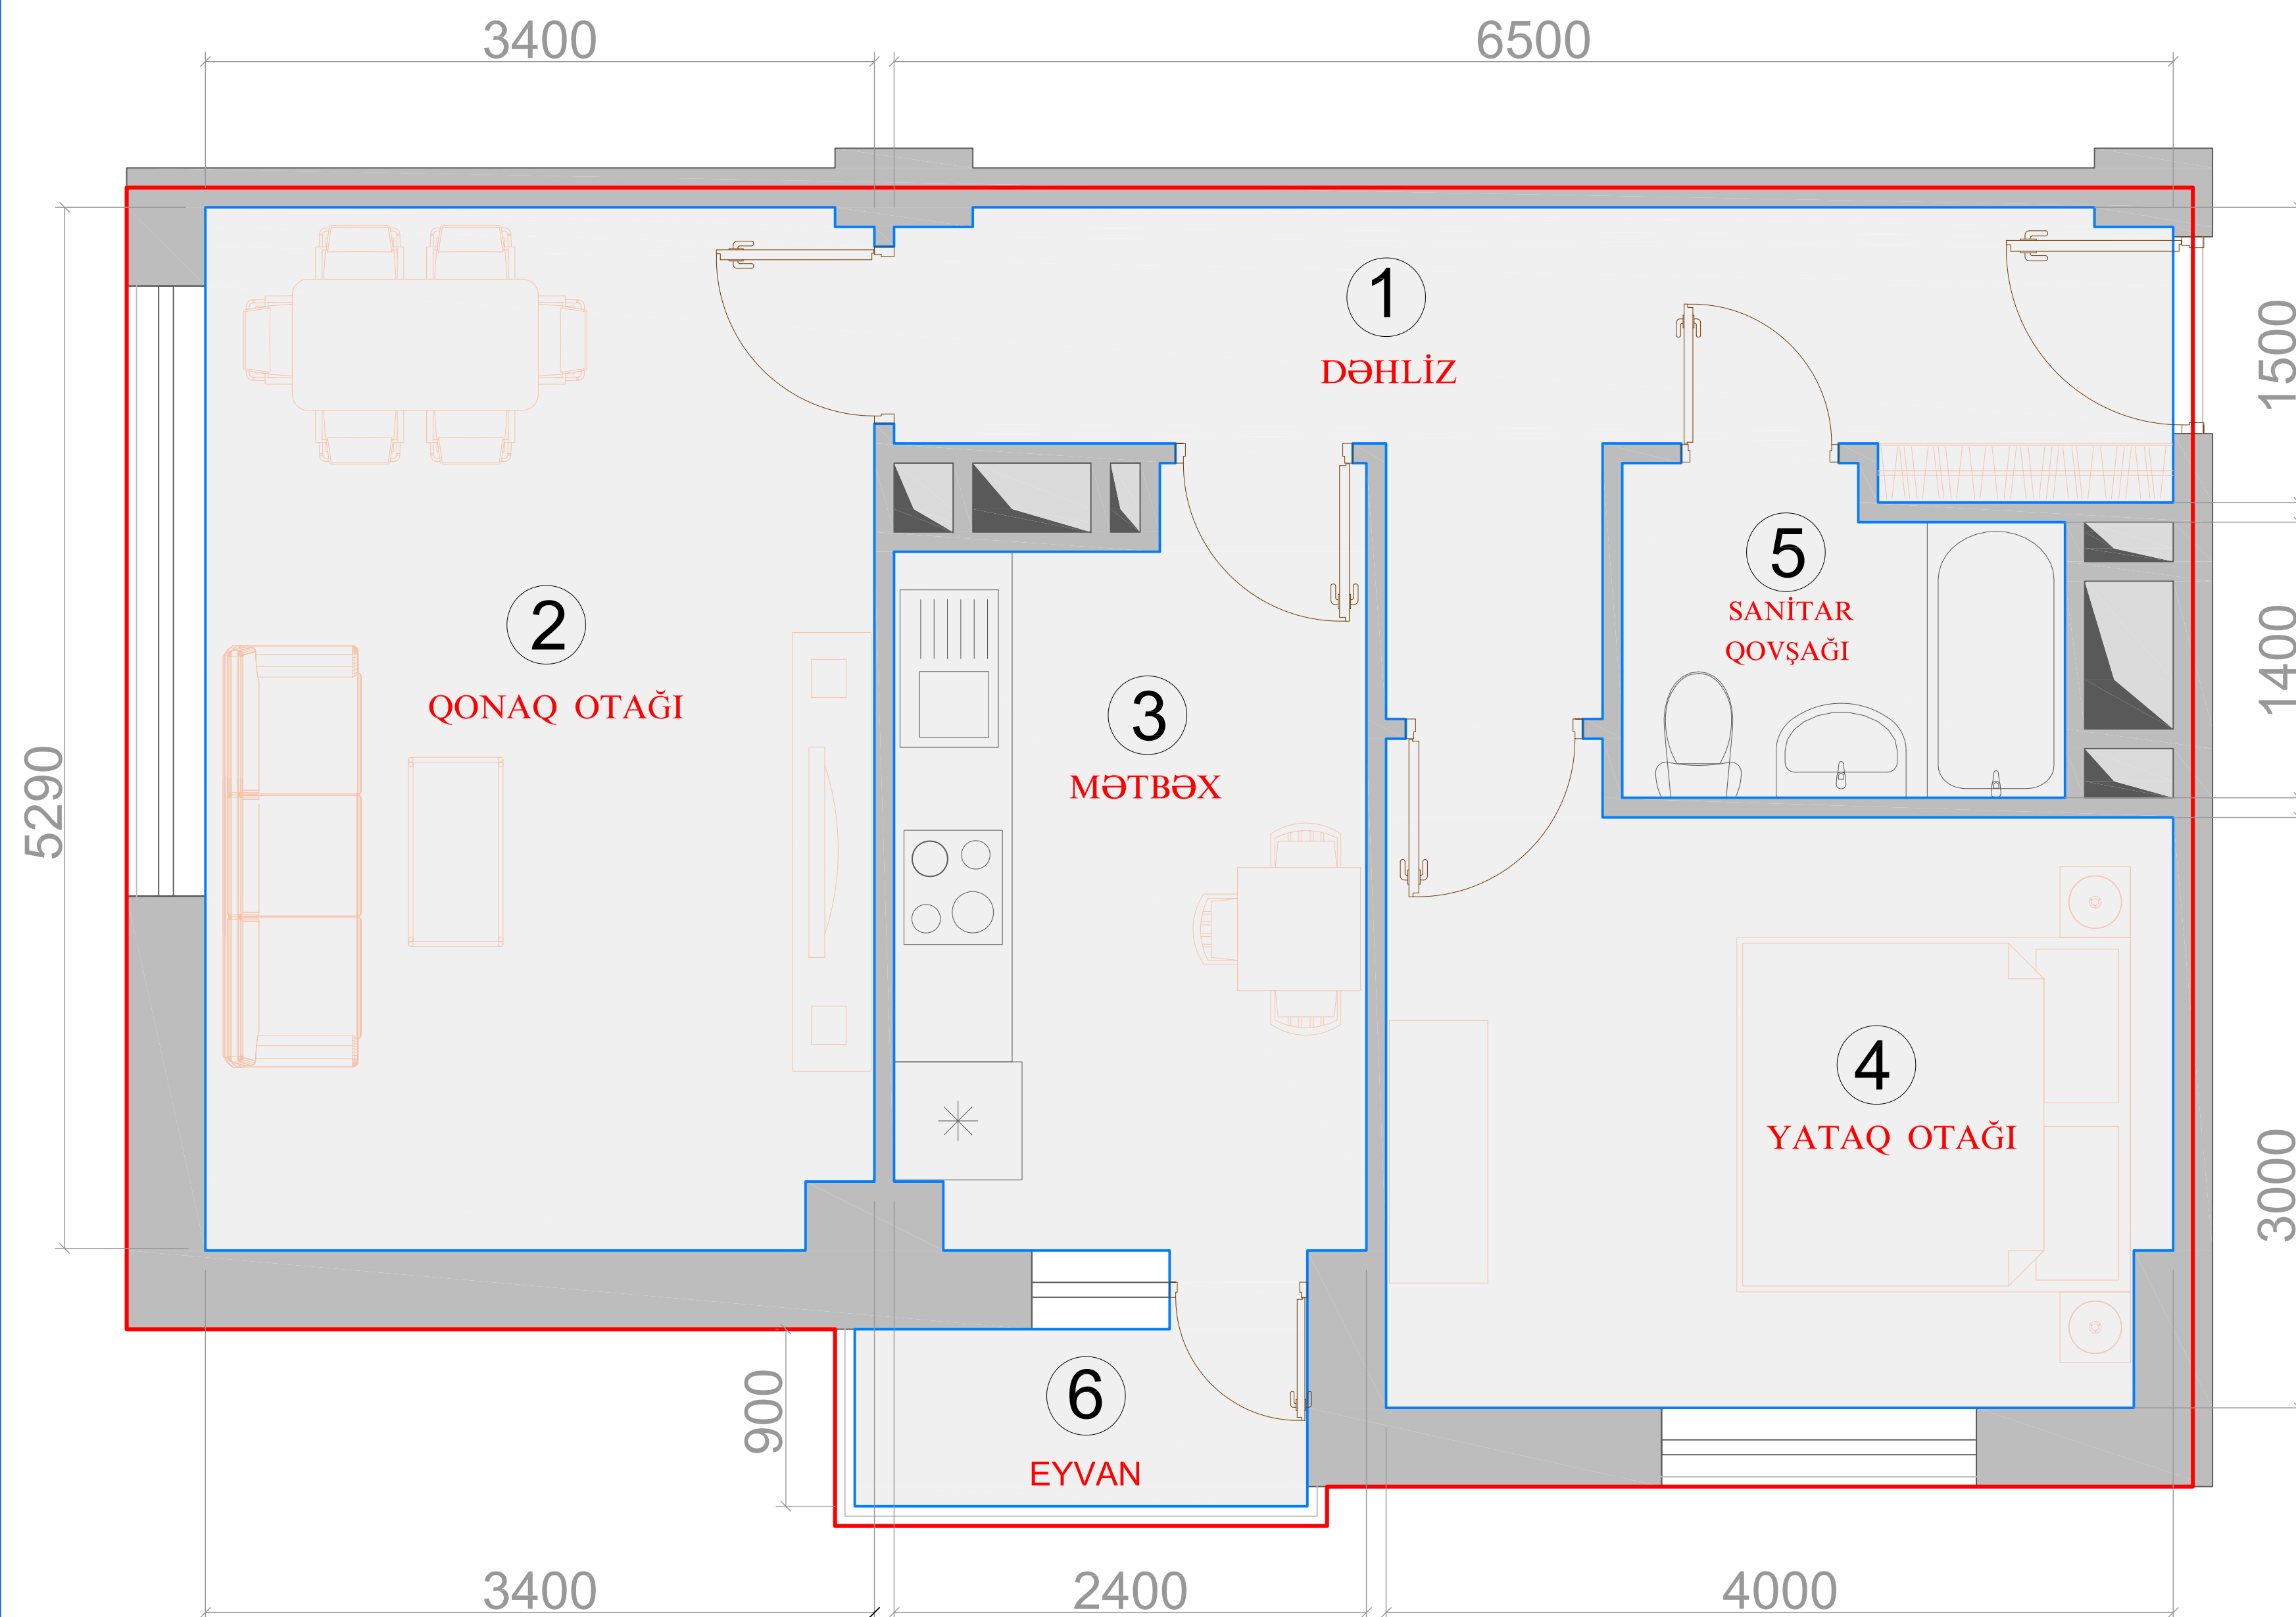 3400
6500
1
DƏHLİZ
1500
2
QONAQ OTAĞI
3
MƏTBƏX
5
SANİTAR
QOVŞAĞI
1400
5290
4
YATAQ OTAĞI
3000
6
EYVAN
900
3400
2400
4000